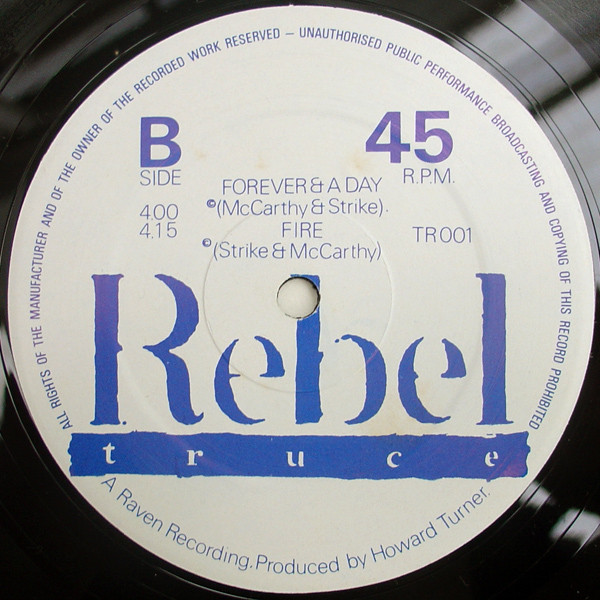 ALL RIGHTS OF THE MANUFACTURER AND OF THE OWNER OF THE RECORDED WORK RESERVED – UNAUTHORISED PUBLIC PERFORMANCE BROADCASTING AND COPYING OF THIS RECORD PROHIBITED
B
SIDE
45
R.P.M.
FOREVER & A DAY
4.00 ©(McCarthy & Strike).
4.15 FIRE
©(Strike & McCarthy)
TR001
Rebel
truce
A Raven Recording. Produced by Howard Turner.